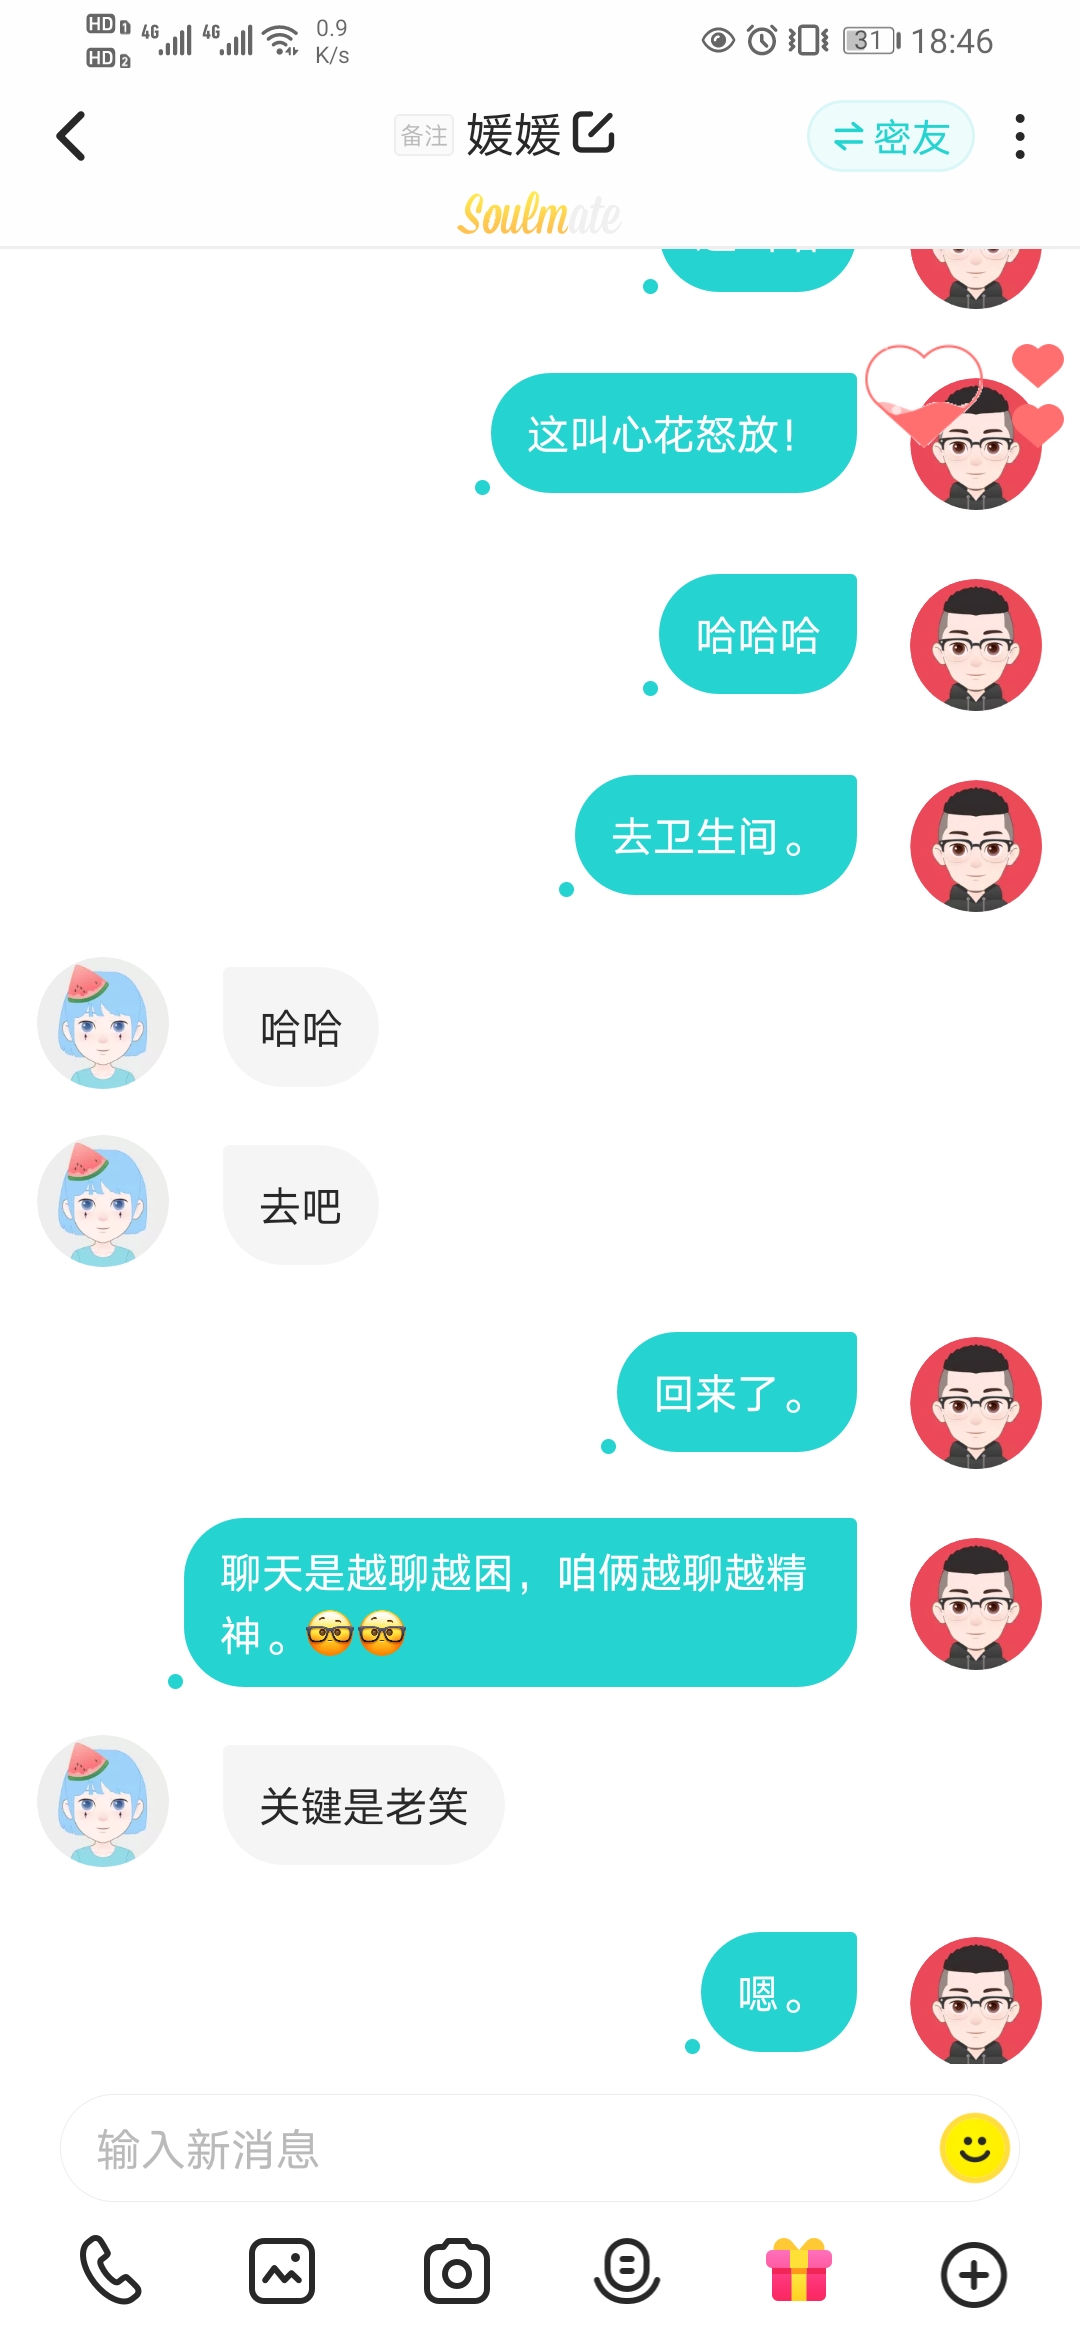 HD 1 4G 4G 0.9
HD 2 K/s
31 18:46
备注 媛媛 密友
Soulmate
这叫心花怒放！
哈哈哈
去卫生间。
哈哈
去吧
回来了。
聊天是越聊越困，咱俩越聊越精
神。
关键是老笑
嗯。
输入新消息